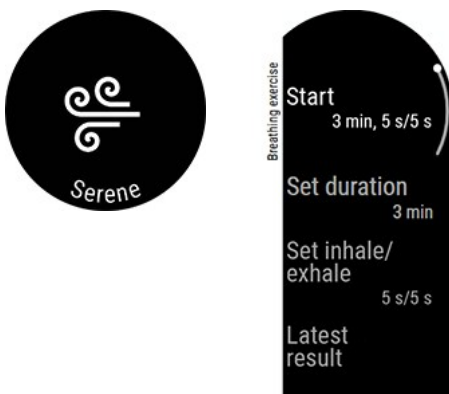 Serene
Breathing exercise
Start
3 min, 5 s/5 s
Set duration
3 min
Set inhale/
exhale
5 s/5 s
Latest
result